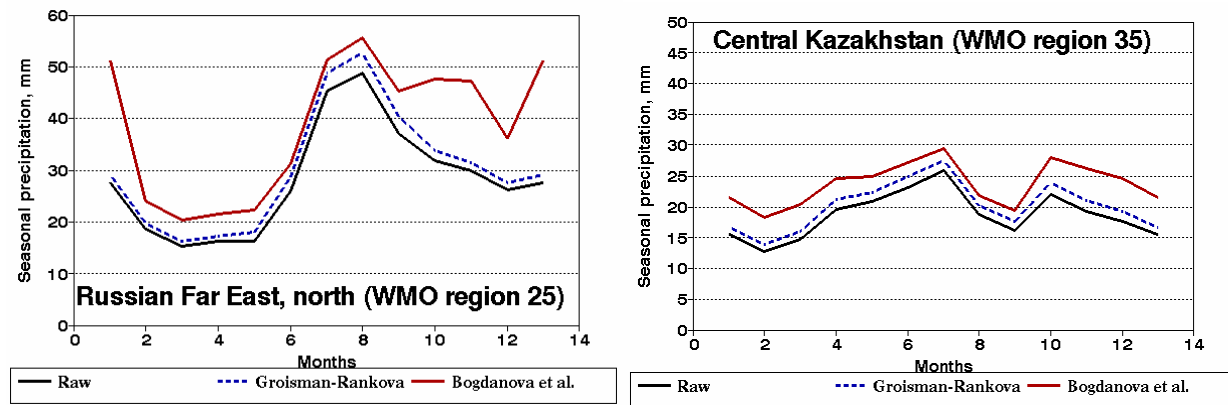 Seasonal precipitation, mm
60
50
40
30
20
10
0
Russian Far East, north (WMO region 25)
0 2 4 6 8 10 12 14
Months
Raw Groisman-Rankova Bogdanova et al.
Seasonal precipitation, mm
50
45
40
35
30
25
20
15
10
5
0
Central Kazakhstan (WMO region 35)
0 2 4 6 8 10 12 14
Months
Raw Groisman-Rankova Bogdanova et al.